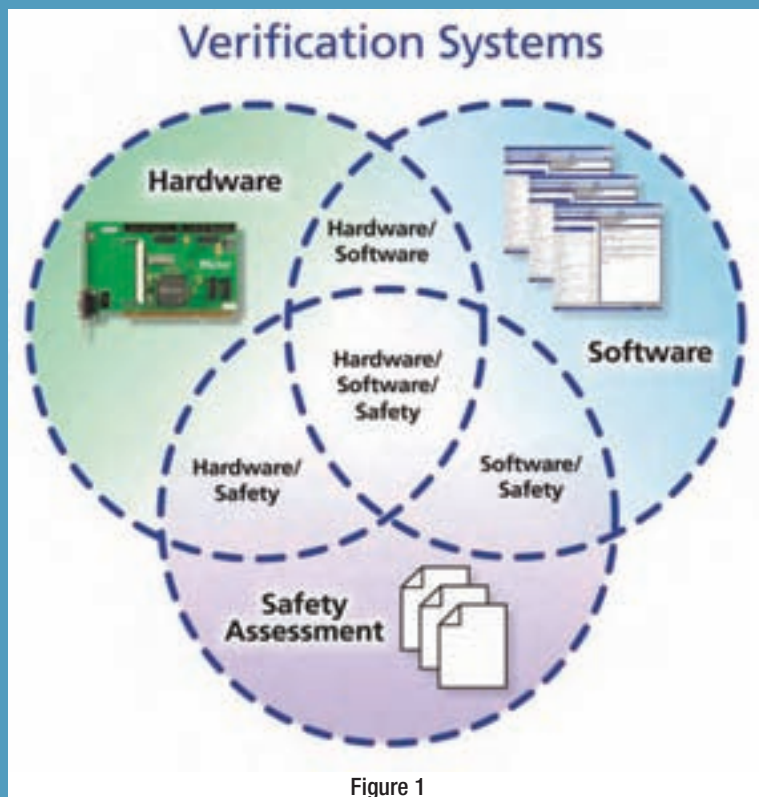 Verification Systems
Hardware
Hardware/
Software
Software
Hardware/
Software/
Safety
Hardware/
Safety
Software/
Safety
Safety
Assessment
Figure 1